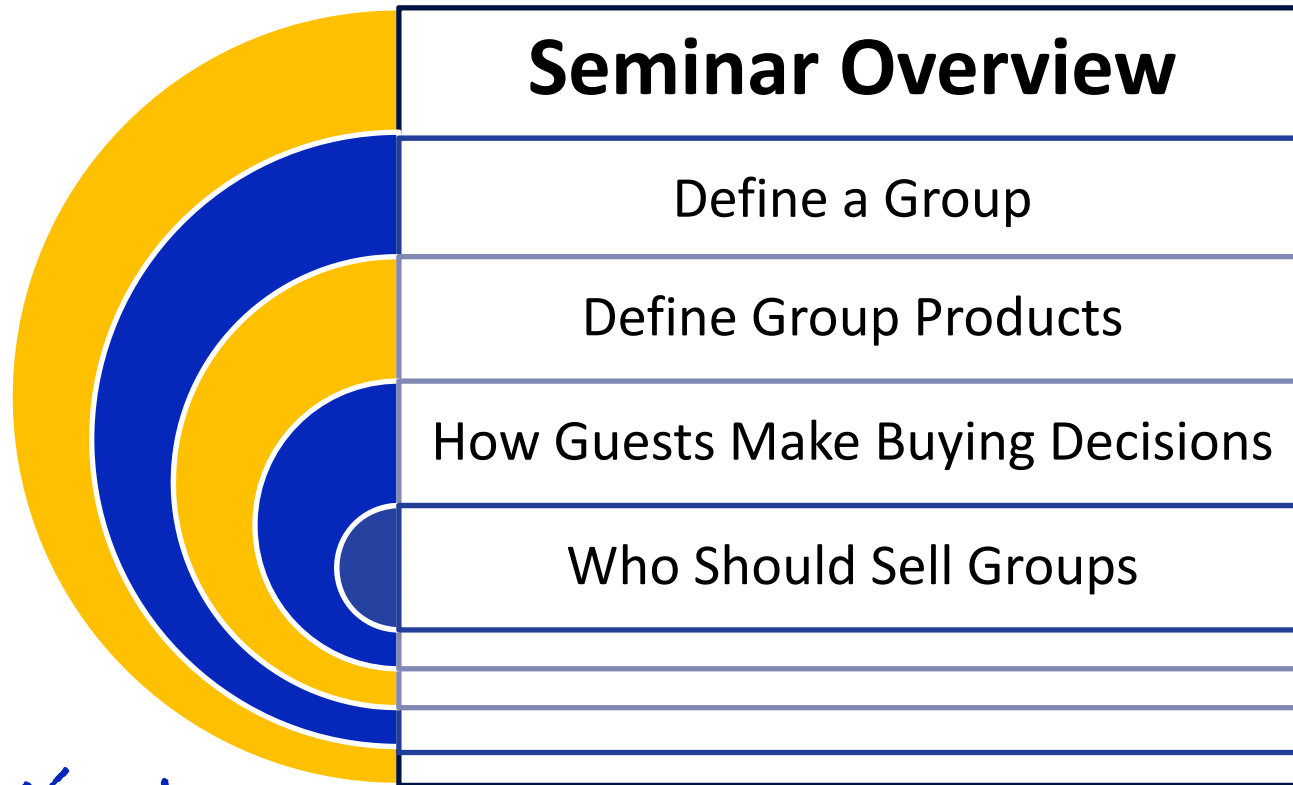 Seminar Overview
Define a Group
Define Group Products
How Guests Make Buying Decisions
Who Should Sell Groups